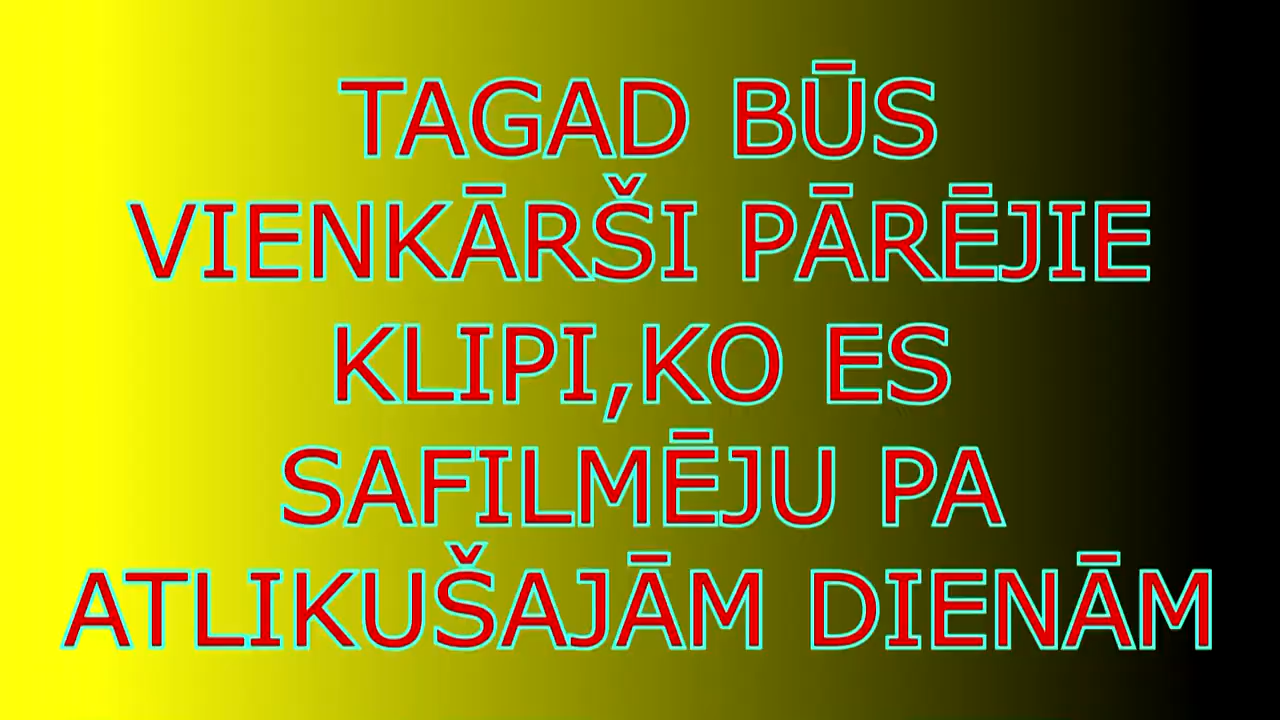 TAGAD BŪS
VIENKĀRŠI PĀRĒJIE
KLIPI,KO ES
SAFILMĒJU PA
ATLIKUŠAJĀM DIENĀM